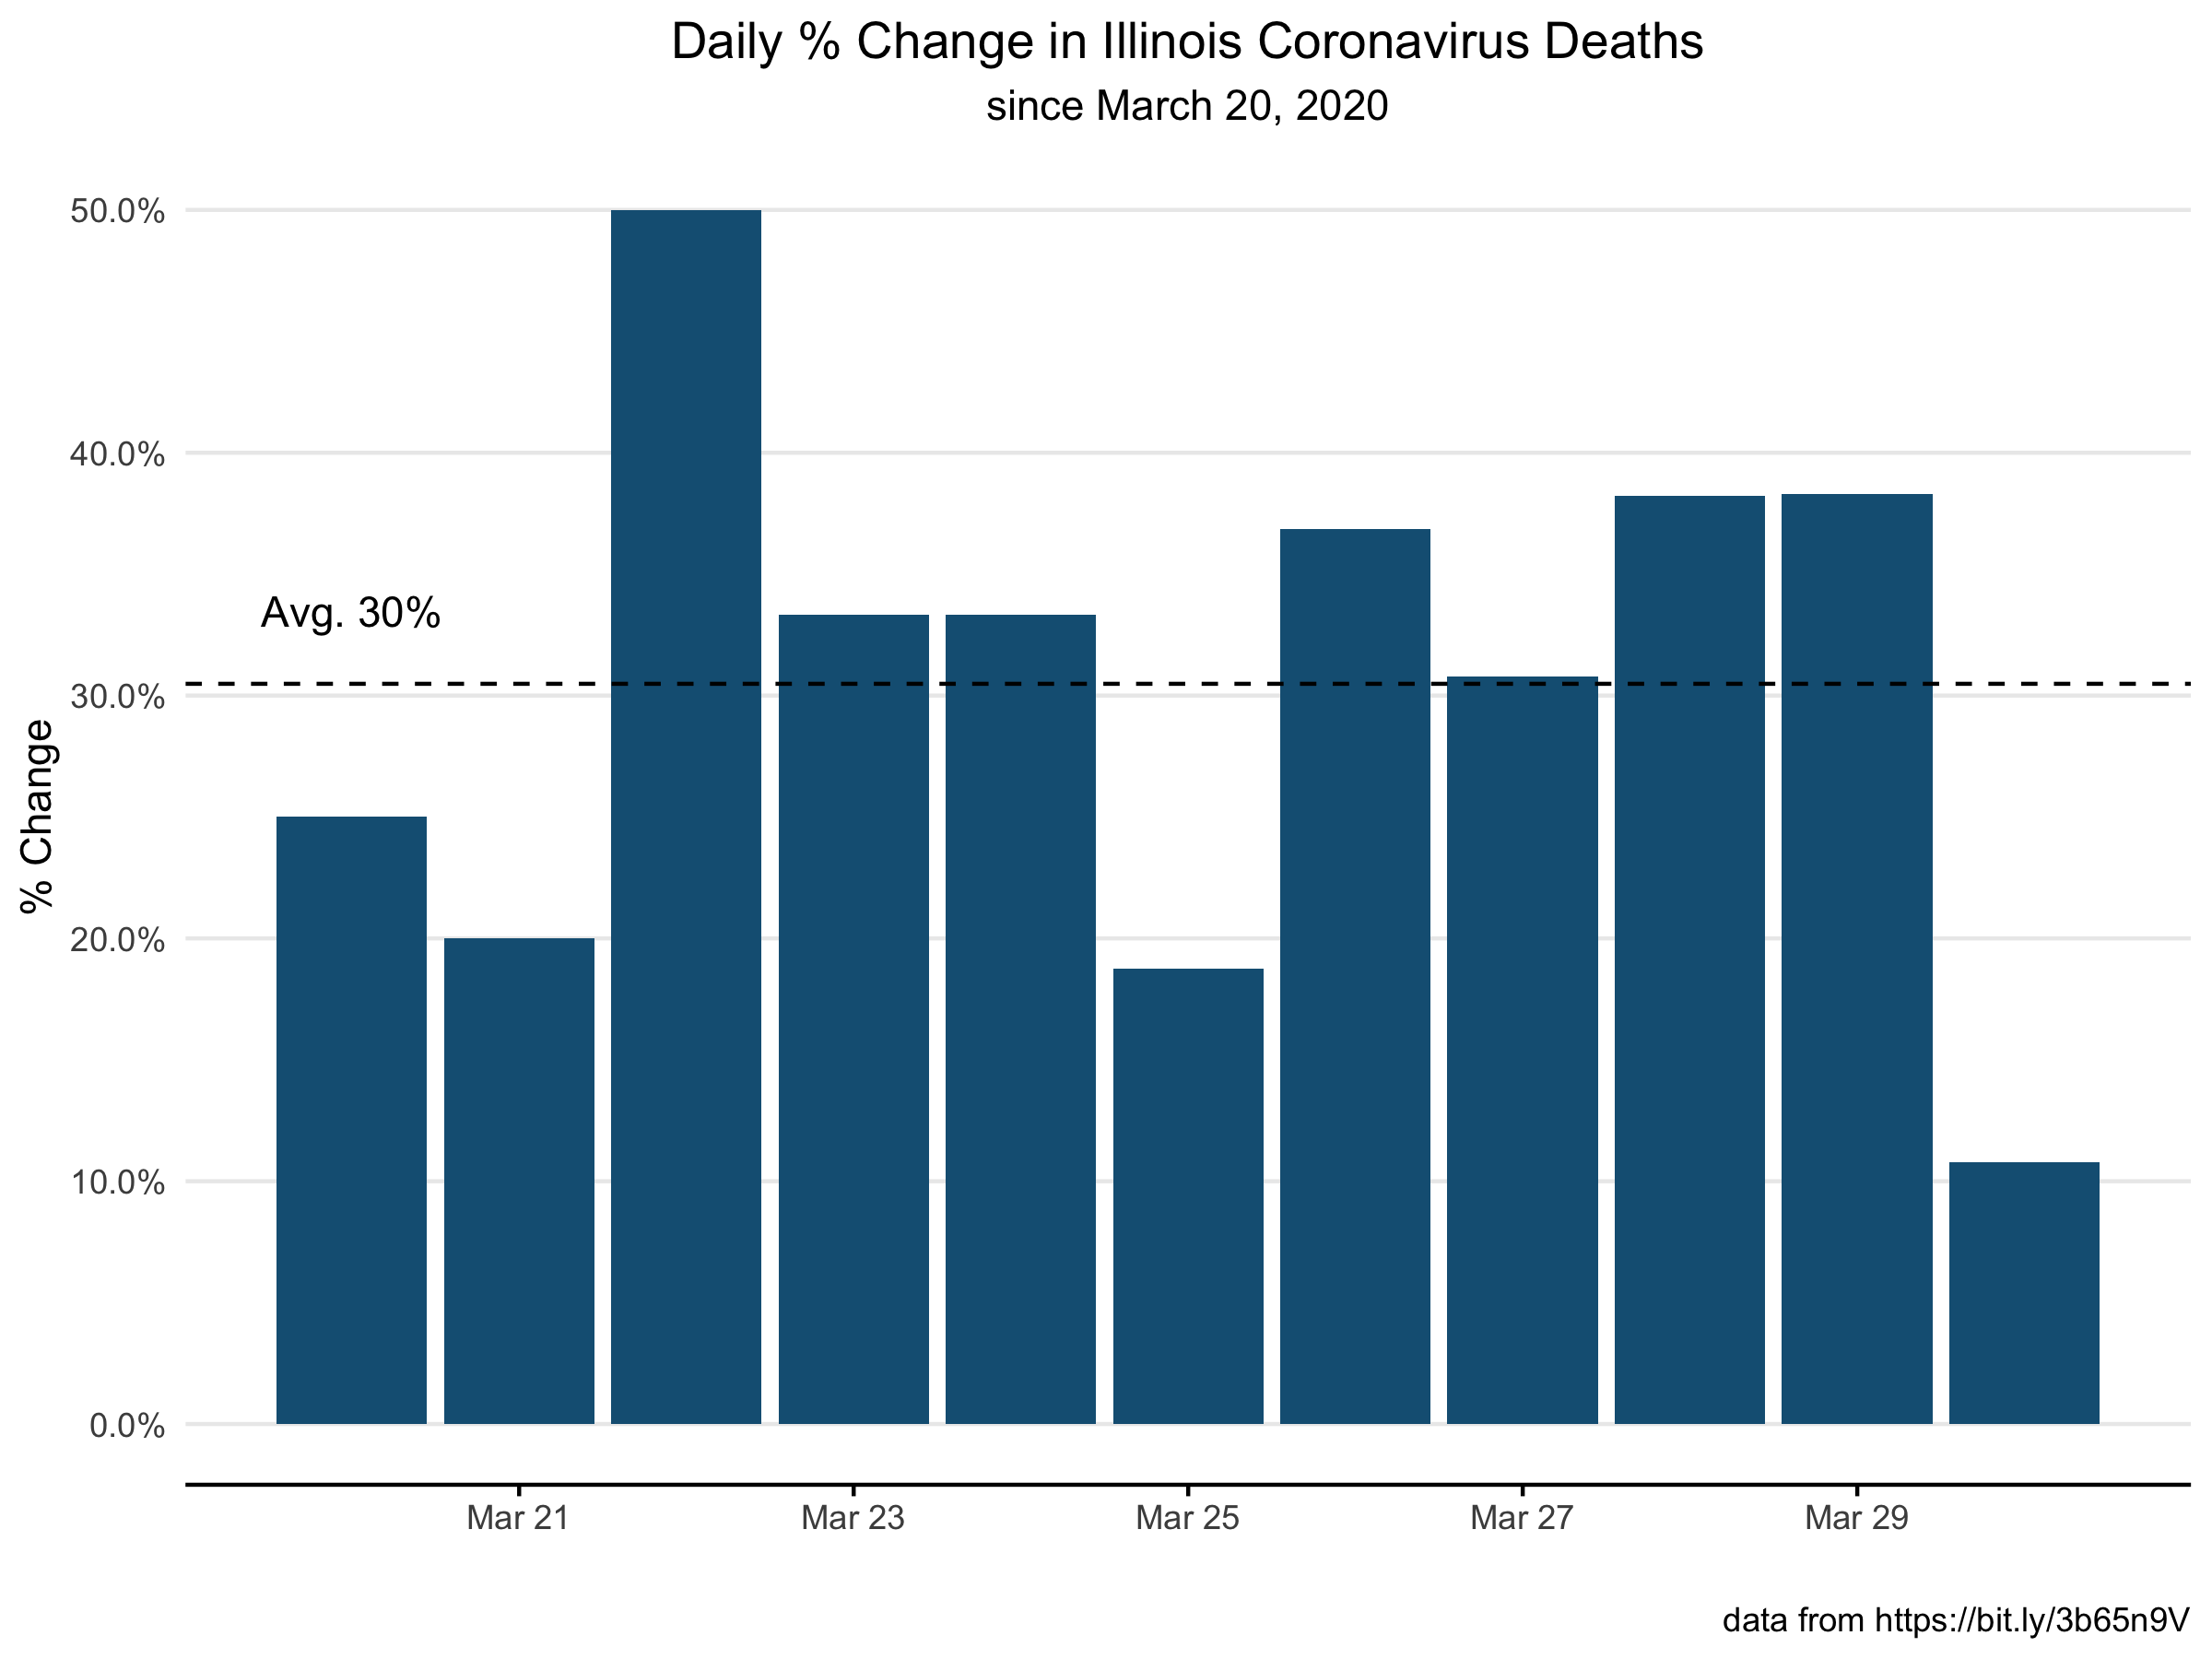 Daily % Change in Illinois Coronavirus Deaths
since March 20, 2020
50.0%
40.0%
Avg. 30%
30.0%
% Change
20.0%
10.0%
0.0%
Mar 21 Mar 23 Mar 25 Mar 27 Mar 29
data from https://bit.ly/3b65n9V